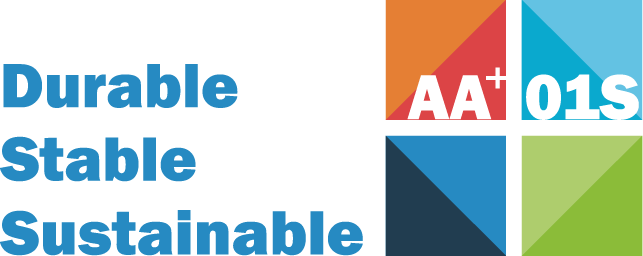 Durable
Stable
Sustainable
AA+
01S